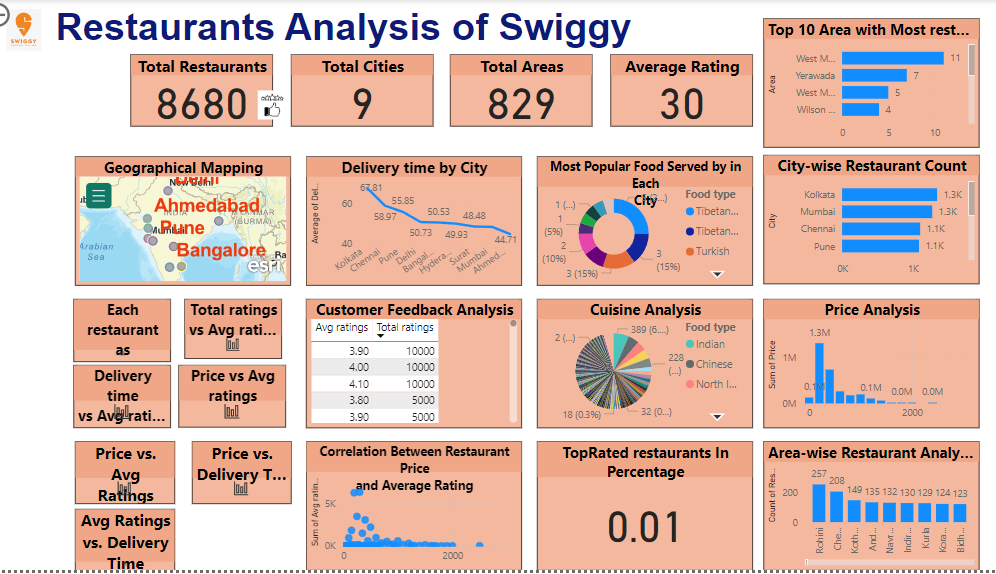 SWIGGY
Restaurants Analysis of Swiggy
Total Restaurants
8680
Total Cities
9
Total Areas
829
Average Rating
30
Top 10 Area with Most rest...
Area
West M... 11
Yerawada 7
West M... 5
Wilson ... 4
0 5 10
Geographical Mapping
New Delhi
Ahmedabad
INDIA
MYANMAR
(BURMA)
Pune
Mumbai
Arabian
Sea
Bangalore
esri
Delivery time by City
Average of Del...
60
40
67.81
58.97
55.85
50.73
50.53
49.93
48.48
44.71
Kolkata
Chennai
Pune
Delhi
Bangal...
Hydera...
Surat
Mumbai
Ahmed...
Most Popular Food Served by in
Each
City
1 (...)
1
(5%)
2
(10%)
3 (15%)
3
(15%)
Food type
Tibetan...
Tibetan...
Turkish
City-wise Restaurant Count
City
Kolkata 1.3K
Mumbai 1.3K
Chennai 1.1K
Pune 1.1K
0K 1K
Each
restaurant
as
Total ratings
vs Avg rati...
Delivery
time
vs Avg rati...
Price vs Avg
ratings
Customer Feedback Analysis
Avg ratings Total ratings
3.90 10000
4.00 10000
4.10 10000
3.80 5000
3.90 5000
Cuisine Analysis
2 (...)
389 (6....)
228
(...)
32 (0...)
18 (0.3%)
Food type
Indian
Chinese
North I...
Price Analysis
Sum of Price
1M
0M
0.1M
1.3M
0.1M
0.0M
0.0M
0 2000
Price vs.
Avg
Ratings
Price vs.
Delivery T...
Avg Ratings
vs. Delivery
Time
Correlation Between Restaurant
Price
and Average Rating
Sum of Avg ratin...
5K
0K
0 2000
TopRated restaurants In
Percentage
0.01
Area-wise Restaurant Analy...
Count of Res...
200
0
257 208 149 135 132 130 129 124 123
Rohini
Che...
Koth...
And...
Navr...
Indir...
Kurla
Kora...
Bidh...